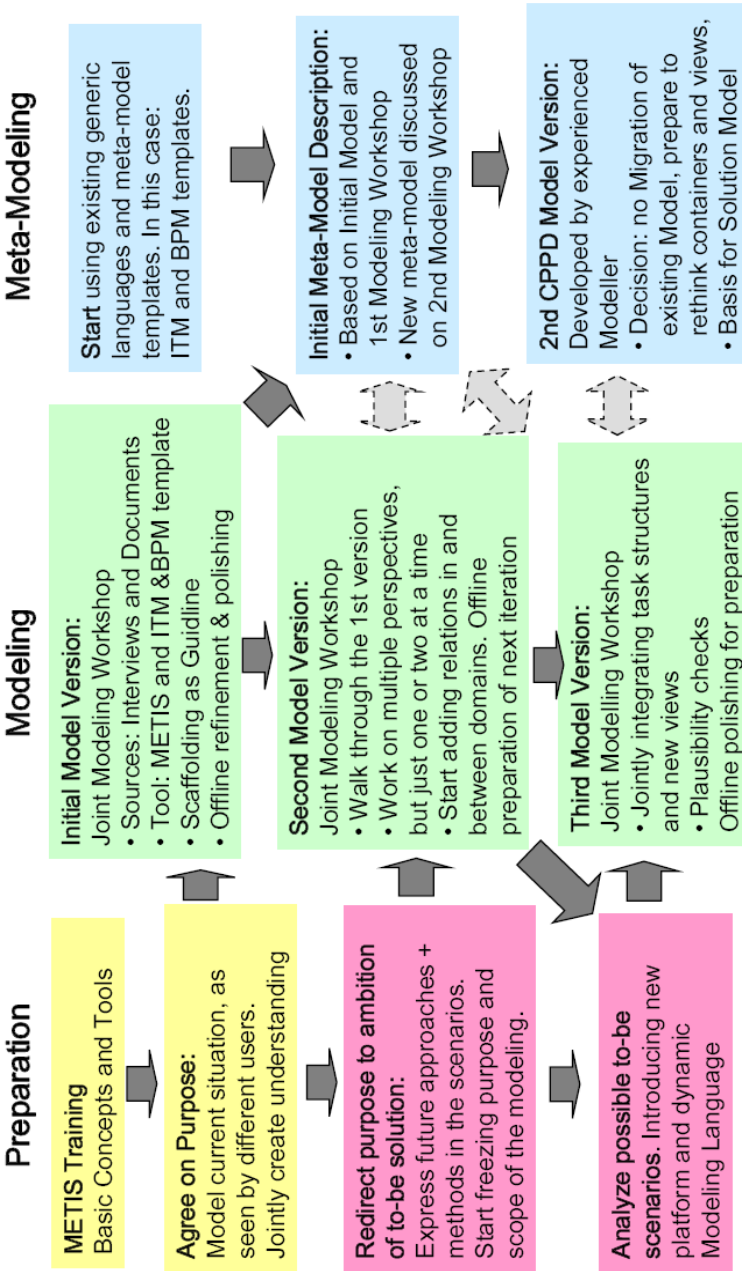 Preparation
METIS Training
Basic Concepts and Tools
Agree on Purpose:
Model current situation, as
seen by different users.
Jointly create understanding
Redirect purpose to ambition
of to-be solution:
Express future approaches +
methods in the scenarios.
Start freezing purpose and
scope of the modeling.
Analyze possible to-be
scenarios. Introducing new
platform and dynamic
Modeling Language
Modeling
Initial Model Version:
Joint Modeling Workshop
• Sources: Interviews and Documents
• Tool: METIS and ITM &BPM template
• Scaffolding as Guidline
• Offline refinement & polishing
Second Model Version:
Joint Modeling Workshop
• Walk through the 1st version
• Work on multiple perspectives,
but just one or two at a time
• Start adding relations in and
between domains. Offline
preparation of next iteration
Third Model Version:
Joint Modelling Workshop
• Jointly integrating task structures
and new views
• Plausibility checks
Offline polishing for preparation
Meta-Modeling
Start using existing generic
languages and meta-model
templates. In this case:
ITM and BPM templates.
Initial Meta-Model Description:
• Based on Initial Model and
1st Modeling Workshop
• New meta-model discussed
on 2nd Modeling Workshop
2nd CPPD Model Version:
Developed by experienced
Modeller
• Decision: no Migration of
existing Model, prepare to
rethink containers and views,
• Basis for Solution Model